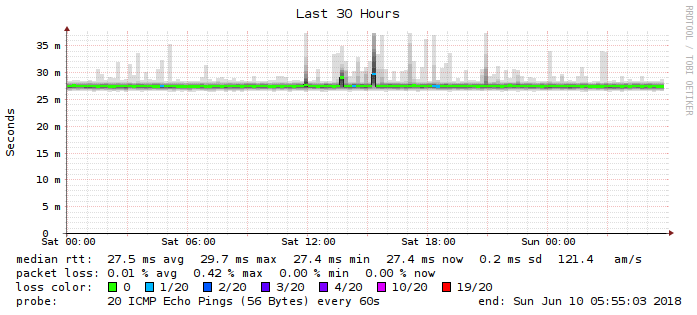 Last 30 Hours
RRDTOOL / TOBI OETIKER
Seconds
35 m
30 m
25 m
20 m
15 m
10 m
5 m
0
Sat 00:00 Sat 06:00 Sat 12:00 Sat 18:00 Sun 00:00
median rtt: 27.5 ms avg 29.7 ms max 27.4 ms min 27.4 ms now 0.2 ms sd 121.4 am/s
packet loss: 0.01 % avg 0.42 % max 0.00 % min 0.00 % now
loss color: 0 1/20 2/20 3/20 4/20 10/20 19/20
probe: 20 ICMP Echo Pings (56 Bytes) every 60s end: Sun Jun 10 05:55:03 2018